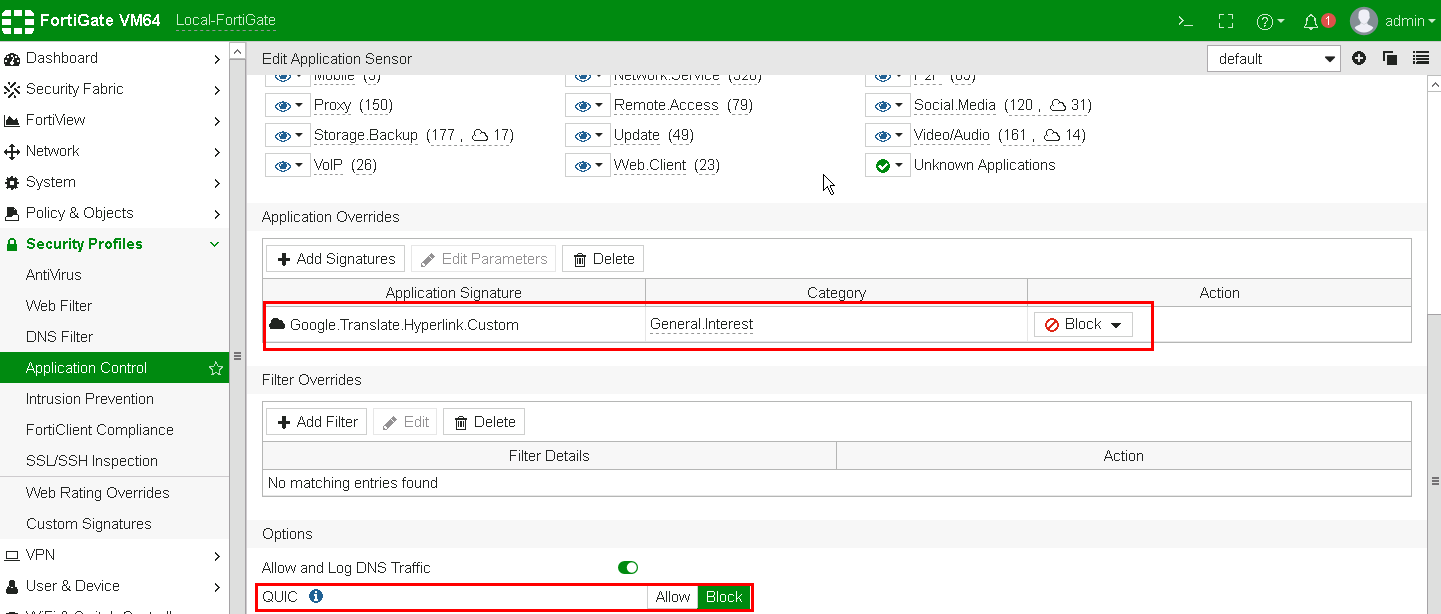 FortiGate VM64 Local-FortiGate >_ ? 1 admin
Dashboard
Security Fabric
FortiView
Network
System
Policy & Objects
Security Profiles
AntiVirus
Web Filter
DNS Filter
Application Control
Intrusion Prevention
FortiClient Compliance
SSL/SSH Inspection
Web Rating Overrides
Custom Signatures
VPN
User & Device
Edit Application Sensor default
Mobile (3) Network.Service (328) P2P (85)
Proxy (150) Remote.Access (79) Social.Media (120 , 31)
Storage.Backup (177 , 17) Update (49) Video/Audio (161 , 14)
VoIP (26) Web.Client (23) Unknown Applications
Application Overrides
Add Signatures Edit Parameters Delete
Application Signature Category Action
Google.Translate.Hyperlink.Custom General.Interest Block
Filter Overrides
Add Filter Edit Delete
Filter Details Action
No matching entries found
Options
Allow and Log DNS Traffic
QUIC Allow Block